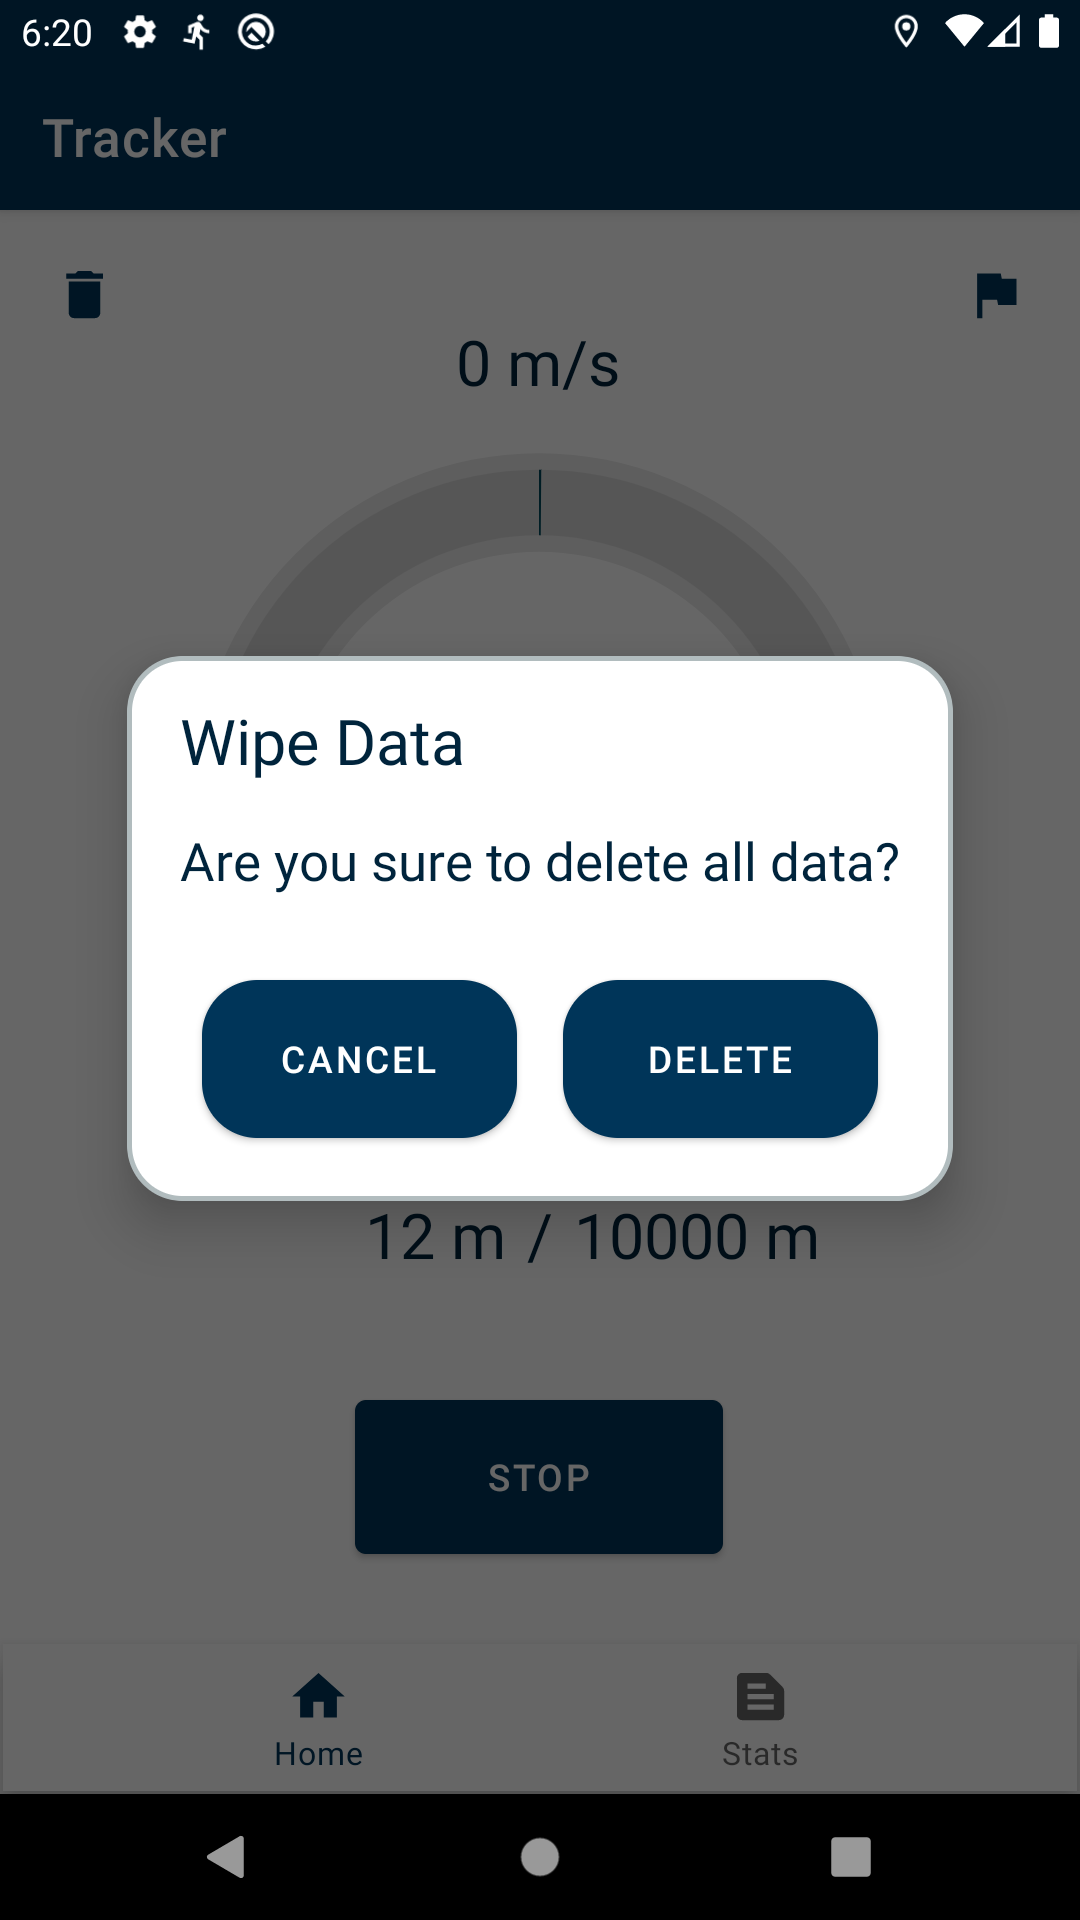 6:20
Tracker
0 m/s
Wipe Data
Are you sure to delete all data?
CANCEL DELETE
12 m / 10000 m
STOP
Home Stats